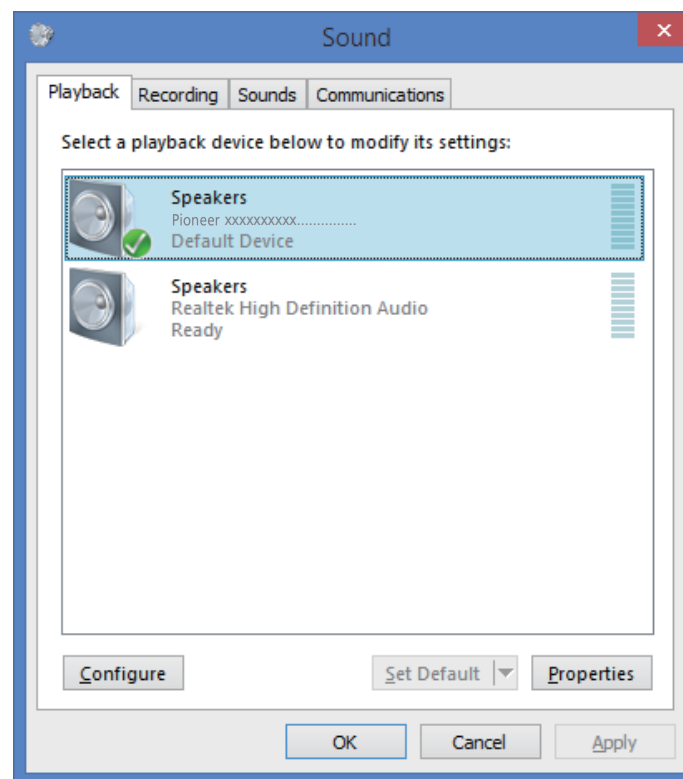 Sound
Playback Recording Sounds Communications
Select a playback device below to modify its settings:
Speakers
Pioneer xxxxxxxxxx...............
Default Device
Speakers
Realtek High Definition Audio
Ready
Configure Set Default Properties
OK Cancel Apply